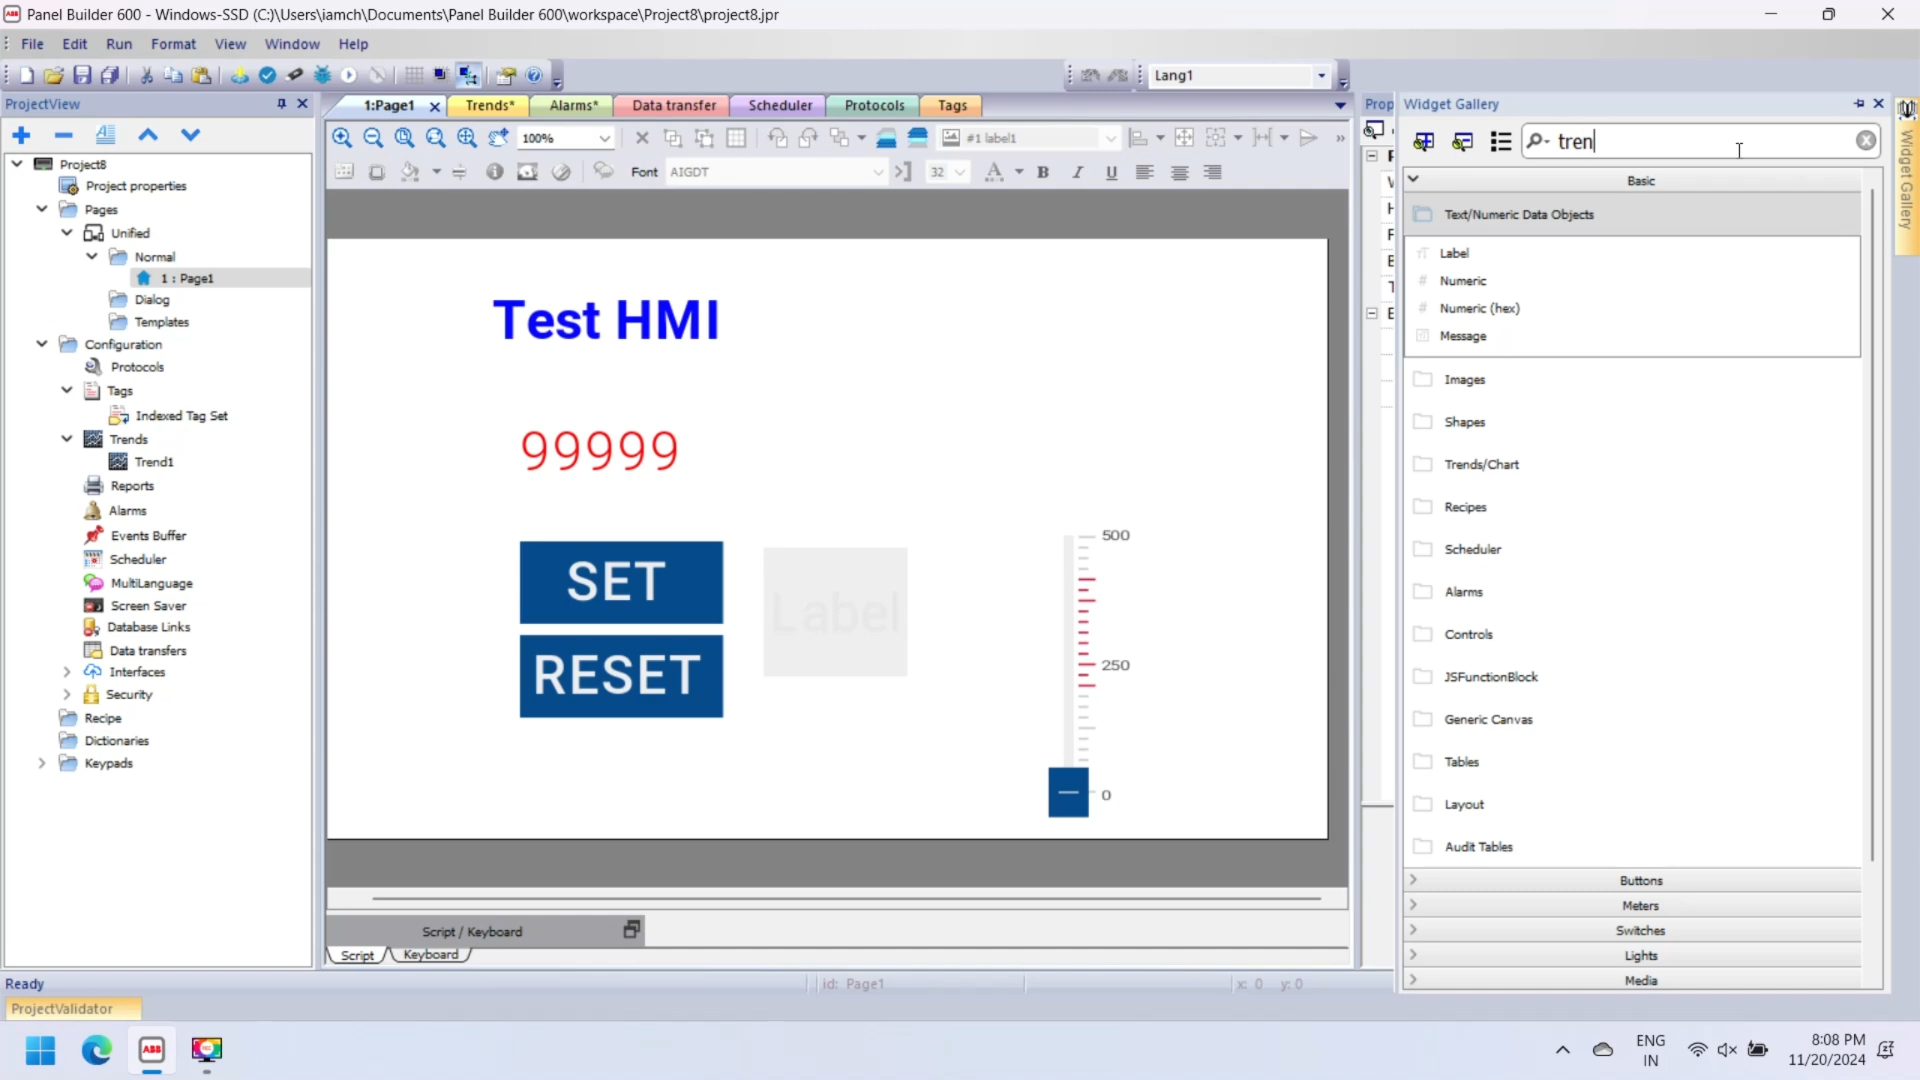 ABB Panel Builder 600 - Windows-SSD (C:)\Users\iamch\Documents\Panel Builder 600\workspace\Project8\project8.jpr
File Edit Run Format View Window Help
Lang1
ProjectView
1:Page1 Trends* Alarms* Data transfer Scheduler Protocols Tags
Prop
Widget Gallery
100%
#1 label1
tren
Font AIGDT 32 B I U
Project8
Project properties
Pages
Unified
Normal
1 : Page1
Dialog
Templates
Configuration
Protocols
Tags
Indexed Tag Set
Trends
Trend1
Reports
Alarms
Events Buffer
Scheduler
MultiLanguage
Screen Saver
Database Links
Data transfers
Interfaces
Security
Recipe
Dictionaries
Keypads
Test HMI
99999
SET
RESET
Label
500
250
0
Basic
Text/Numeric Data Objects
Label
Numeric
Numeric (hex)
Message
Images
Shapes
Trends/Chart
Recipes
Scheduler
Alarms
Controls
JSFunctionBlock
Generic Canvas
Tables
Layout
Audit Tables
Buttons
Meters
Switches
Lights
Media
Widget Gallery
Script / Keyboard
Script Keyboard
Ready
id: Page1
x: 0 y: 0
ProjectValidator
ABB
ENG
IN
8:08 PM
11/20/2024